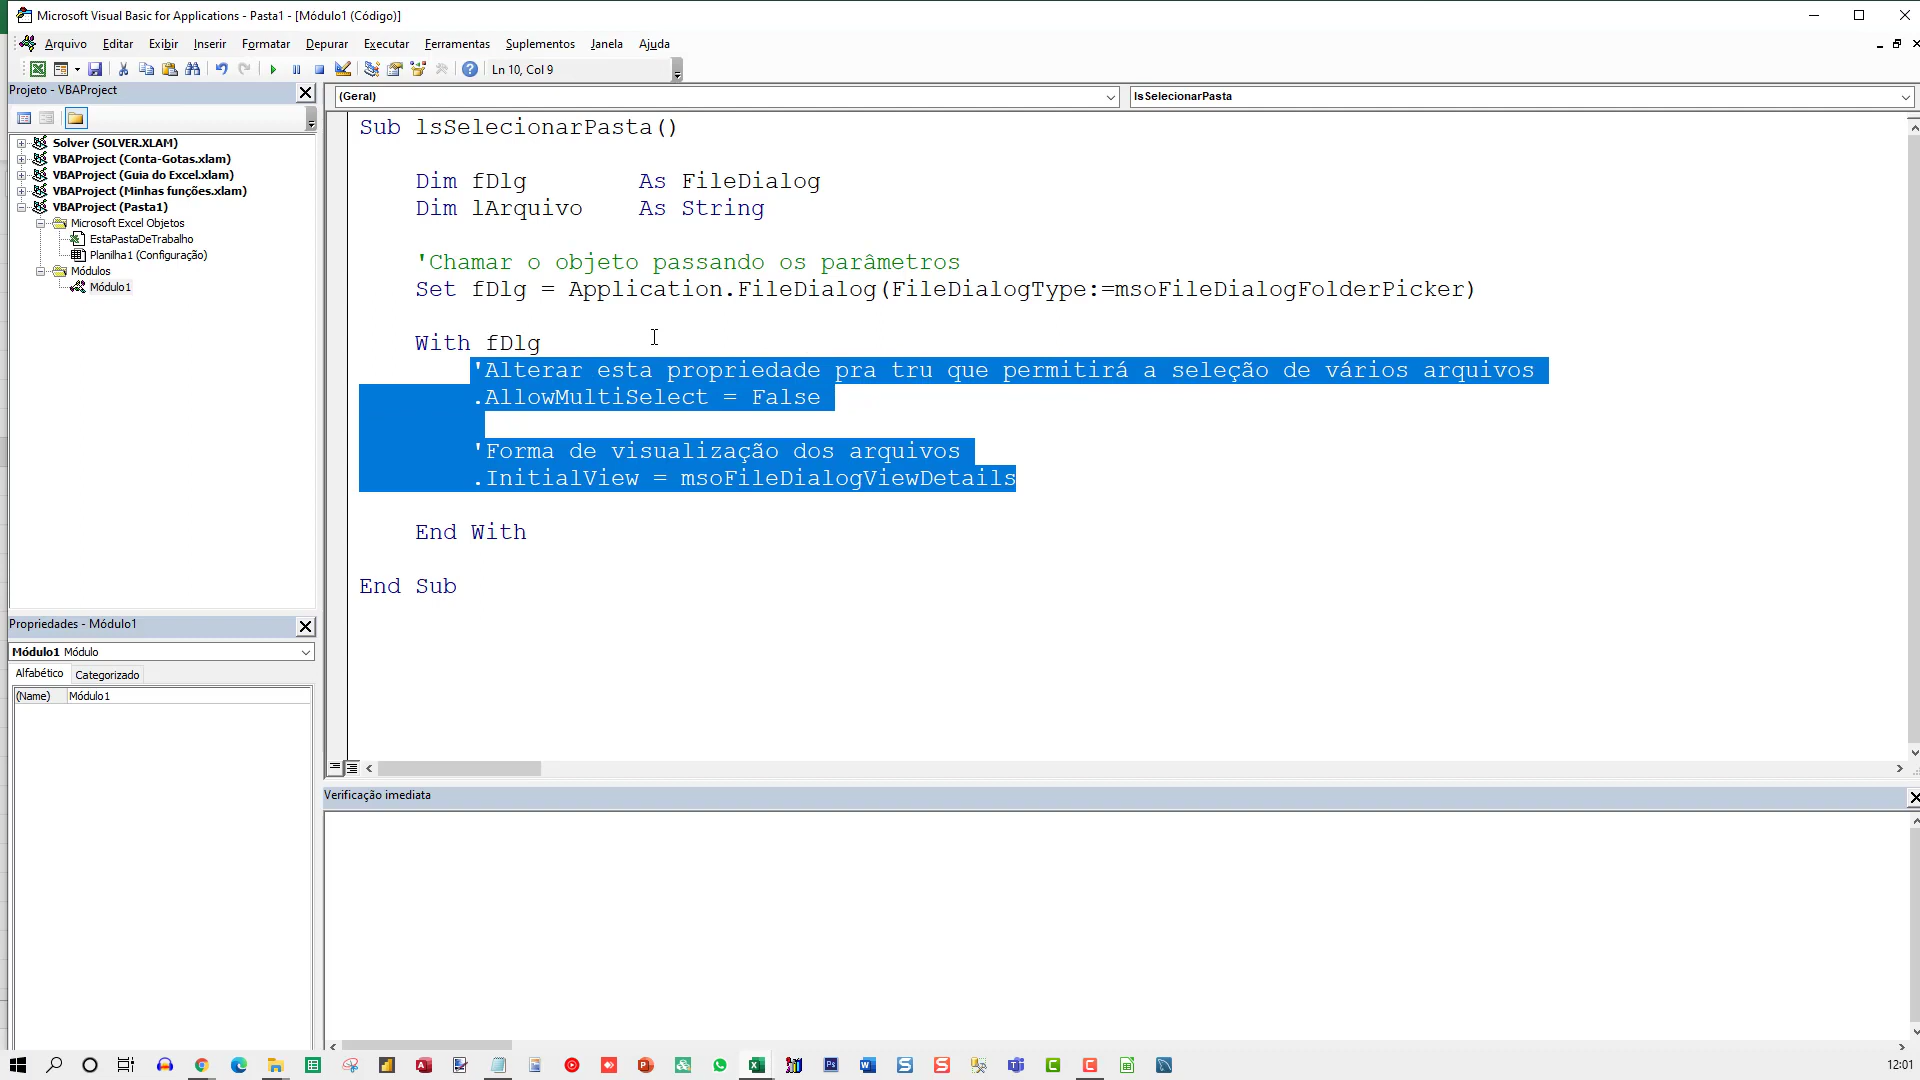 Microsoft Visual Basic for Applications - Pasta1 - [Módulo1 (Código)]
Arquivo Editar Exibir Inserir Formatar Depurar Executar Ferramentas Suplementos Janela Ajuda
Ln 10, Col 9
Projeto - VBAProject
(Geral)
lsSelecionarPasta
Solver (SOLVER.XLAM)
VBAProject (Conta-Gotas.xlam)
VBAProject (Guia do Excel.xlam)
VBAProject (Minhas funções.xlam)
VBAProject (Pasta1)
Microsoft Excel Objetos
EstaPastaDeTrabalho
Planilha1 (Configuração)
Módulos
Módulo1
Sub lsSelecionarPasta()
Dim fDlg As FileDialog
Dim lArquivo As String
'Chamar o objeto passando os parâmetros
Set fDlg = Application.FileDialog(FileDialogType:=msoFileDialogFolderPicker)
With fDlg
'Alterar esta propriedade pra tru que permitirá a seleção de vários arquivos
.AllowMultiSelect = False
'Forma de visualização dos arquivos
.InitialView = msoFileDialogViewDetails
End With
End Sub
Propriedades - Módulo1
Módulo1 Módulo
Alfabético Categorizado
(Name) Módulo1
Verificação imediata
12:01